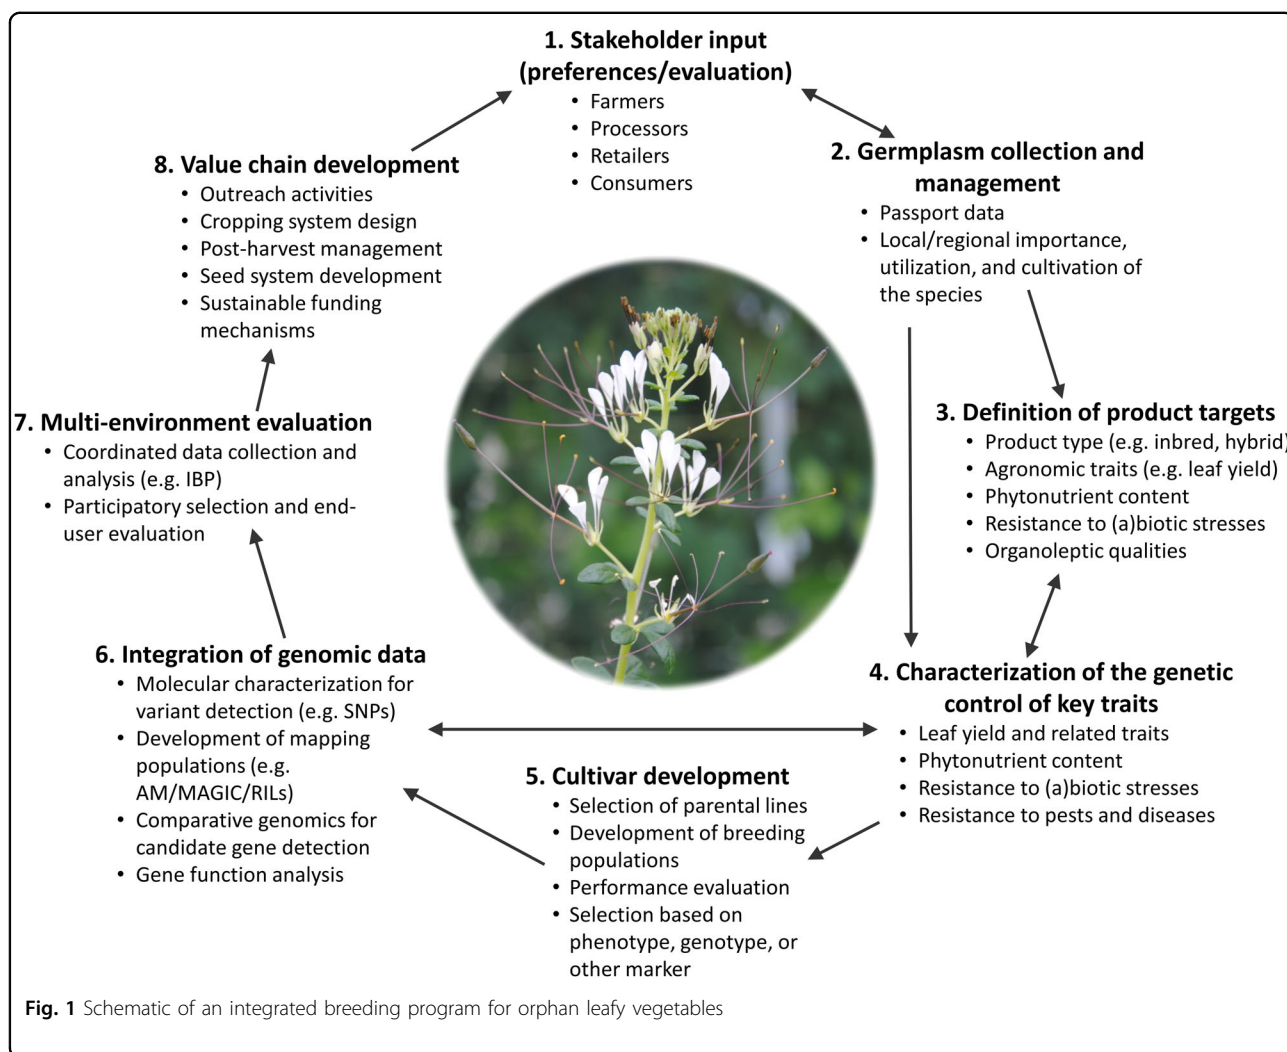 1. Stakeholder input
(preferences/evaluation)
• Farmers
• Processors
• Retailers
• Consumers
2. Germplasm collection and
management
• Passport data
• Local/regional importance,
utilization, and cultivation of
the species
3. Definition of product targets
• Product type (e.g. inbred, hybrid)
• Agronomic traits (e.g. leaf yield)
• Phytonutrient content
• Resistance to (a)biotic stresses
• Organoleptic qualities
4. Characterization of the genetic
control of key traits
• Leaf yield and related traits
• Phytonutrient content
• Resistance to (a)biotic stresses
• Resistance to pests and diseases
5. Cultivar development
• Selection of parental lines
• Development of breeding
populations
• Performance evaluation
• Selection based on
phenotype, genotype, or
other marker
6. Integration of genomic data
• Molecular characterization for
variant detection (e.g. SNPs)
• Development of mapping
populations (e.g.
AM/MAGIC/RILs)
• Comparative genomics for
candidate gene detection
• Gene function analysis
7. Multi-environment evaluation
• Coordinated data collection and
analysis (e.g. IBP)
• Participatory selection and end-
user evaluation
8. Value chain development
• Outreach activities
• Cropping system design
• Post-harvest management
• Seed system development
• Sustainable funding
mechanisms
Fig. 1 Schematic of an integrated breeding program for orphan leafy vegetables